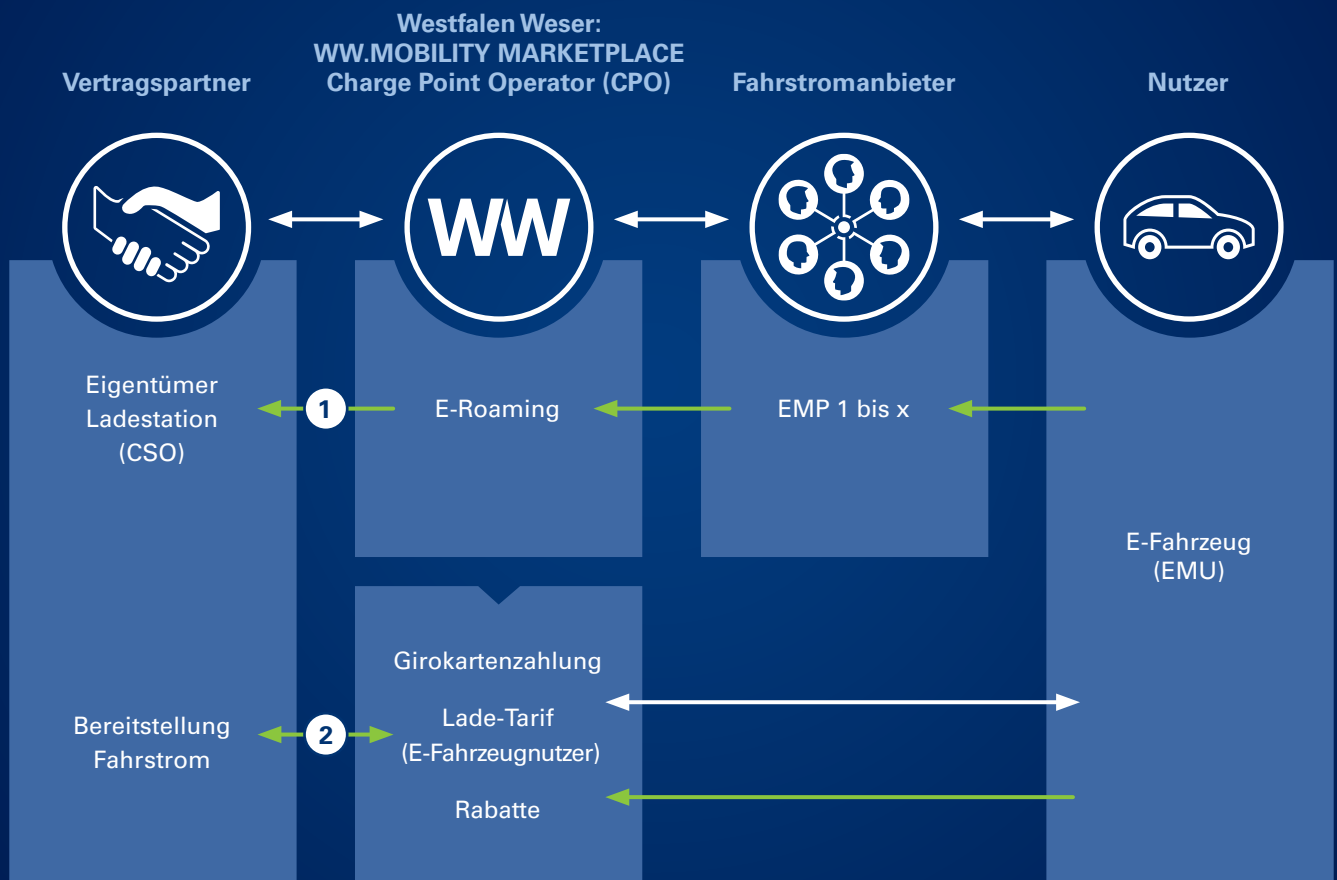 Vertragspartner
Westfalen Weser:
WW.MOBILITY MARKETPLACE
Charge Point Operator (CPO)
Fahrstromanbieter
Nutzer
WW
Eigentümer
Ladestation
(CSO)
1
E-Roaming
EMP 1 bis x
E-Fahrzeug
(EMU)
Bereitstellung
Fahrstrom
2
Girokartenzahlung
Lade-Tarif
(E-Fahrzeugnutzer)
Rabatte